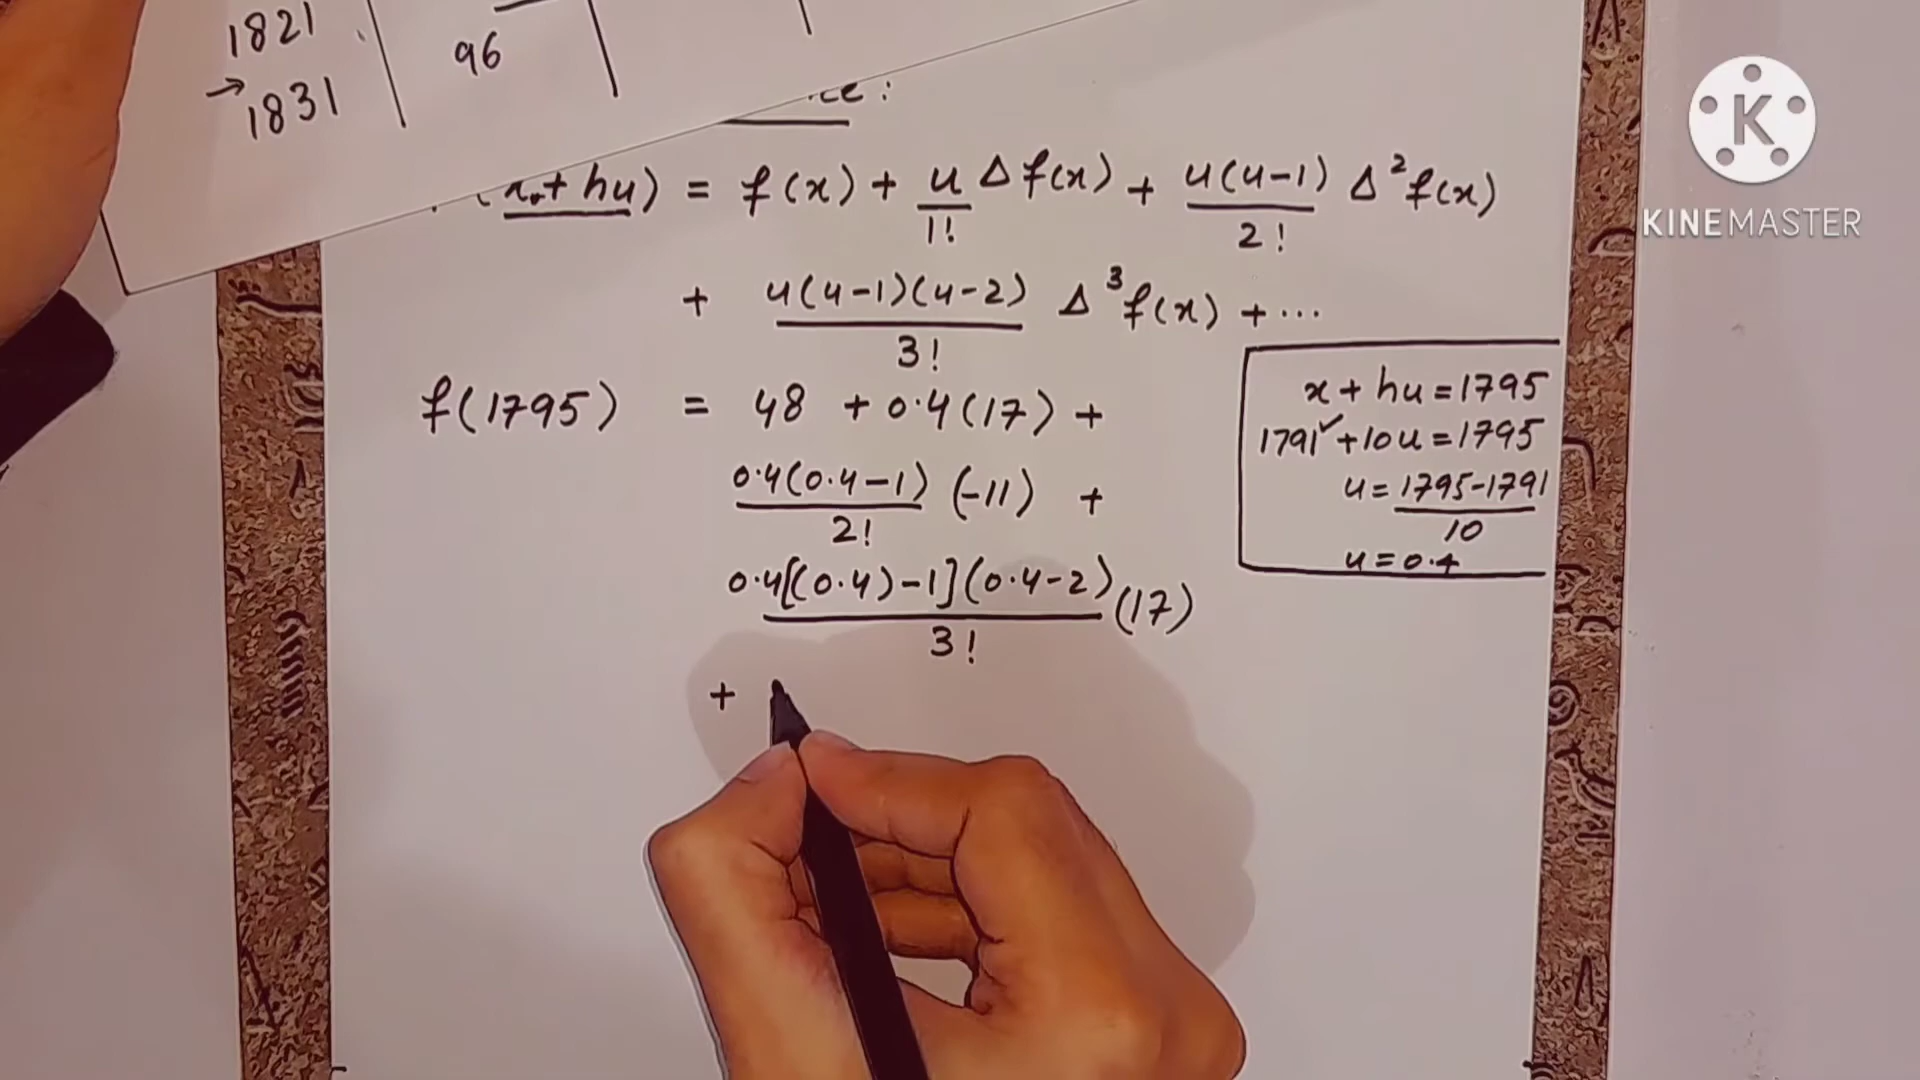 1821
96
→ 1831
ce :
(x₀ + hu) = f(x) + u/1! Δf(x) + u(u-1)/2! Δ²f(x)
+ u(u-1)(u-2)/3! Δ³f(x) + ...
f(1795) = 48 + 0.4(17) +
0.4(0.4-1)/2! (-11) +
0.4[(0.4)-1](0.4-2)/3! (17)
+
x + hu = 1795
1791✓ + 10u = 1795
u = 1795-1791/10
u = 0.4
K
KINEMASTER